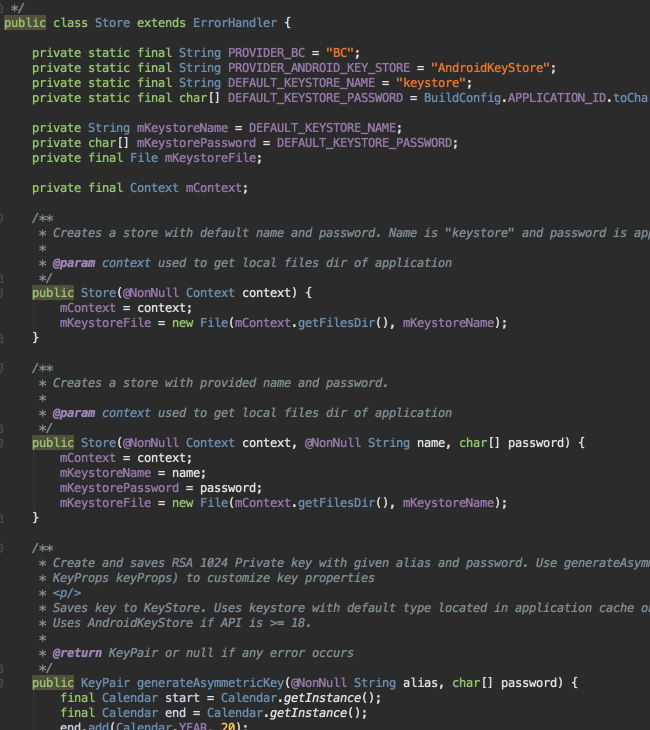 */
public class Store extends ErrorHandler {
private static final String PROVIDER_BC = "BC";
private static final String PROVIDER_ANDROID_KEY_STORE = "AndroidKeyStore";
private static final String DEFAULT_KEYSTORE_NAME = "keystore";
private static final char[] DEFAULT_KEYSTORE_PASSWORD = BuildConfig.APPLICATION_ID.toCha
private String mKeystoreName = DEFAULT_KEYSTORE_NAME;
private char[] mKeystorePassword = DEFAULT_KEYSTORE_PASSWORD;
private final File mKeystoreFile;
private final Context mContext;
/**
* Creates a store with default name and password. Name is "keystore" and password is app
*
* @param context used to get local files dir of application
*/
public Store(@NonNull Context context) {
mContext = context;
mKeystoreFile = new File(mContext.getFilesDir(), mKeystoreName);
}
/**
* Creates a store with provided name and password.
*
* @param context used to get local files dir of application
*/
public Store(@NonNull Context context, @NonNull String name, char[] password) {
mContext = context;
mKeystoreName = name;
mKeystorePassword = password;
mKeystoreFile = new File(mContext.getFilesDir(), mKeystoreName);
}
/**
* Create and saves RSA 1024 Private key with given alias and password. Use generateAsymm
* KeyProps keyProps) to customize key properties
* <p/>
* Saves key to KeyStore. Uses keystore with default type located in application cache on
* Uses AndroidKeyStore if API is >= 18.
*
* @return KeyPair or null if any error occurs
*/
public KeyPair generateAsymmetricKey(@NonNull String alias, char[] password) {
final Calendar start = Calendar.getInstance();
final Calendar end = Calendar.getInstance();
end.add(Calendar.YEAR, 20);